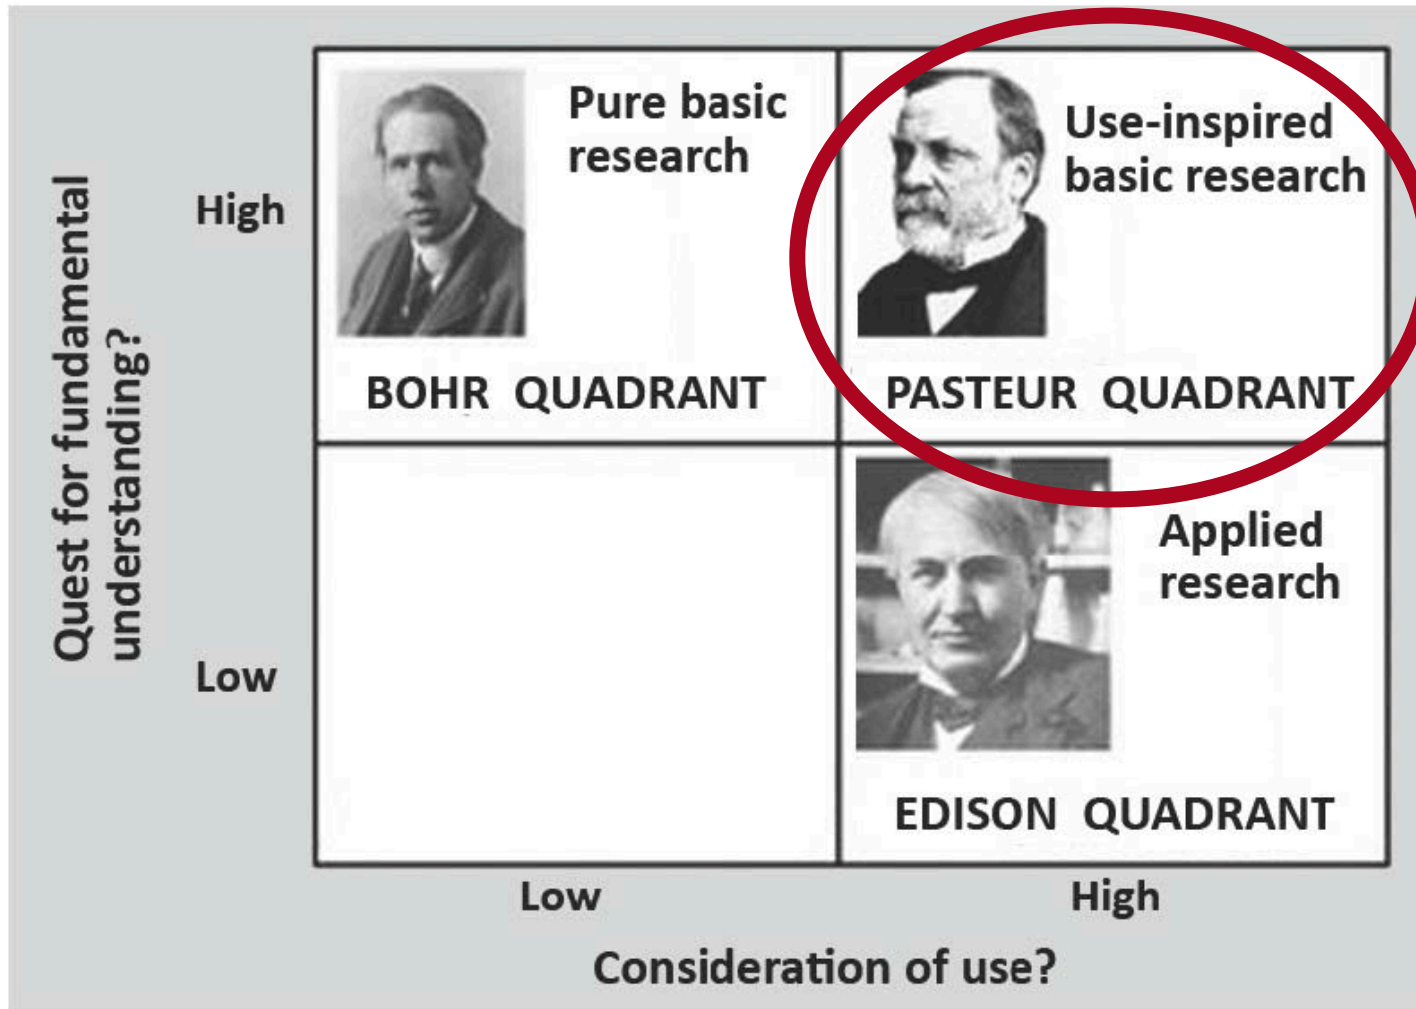 Pure basic
research
Use-inspired
basic research
High
BOHR QUADRANT
PASTEUR QUADRANT
Quest for fundamental
understanding?
Applied
research
Low
EDISON QUADRANT
Low
High
Consideration of use?